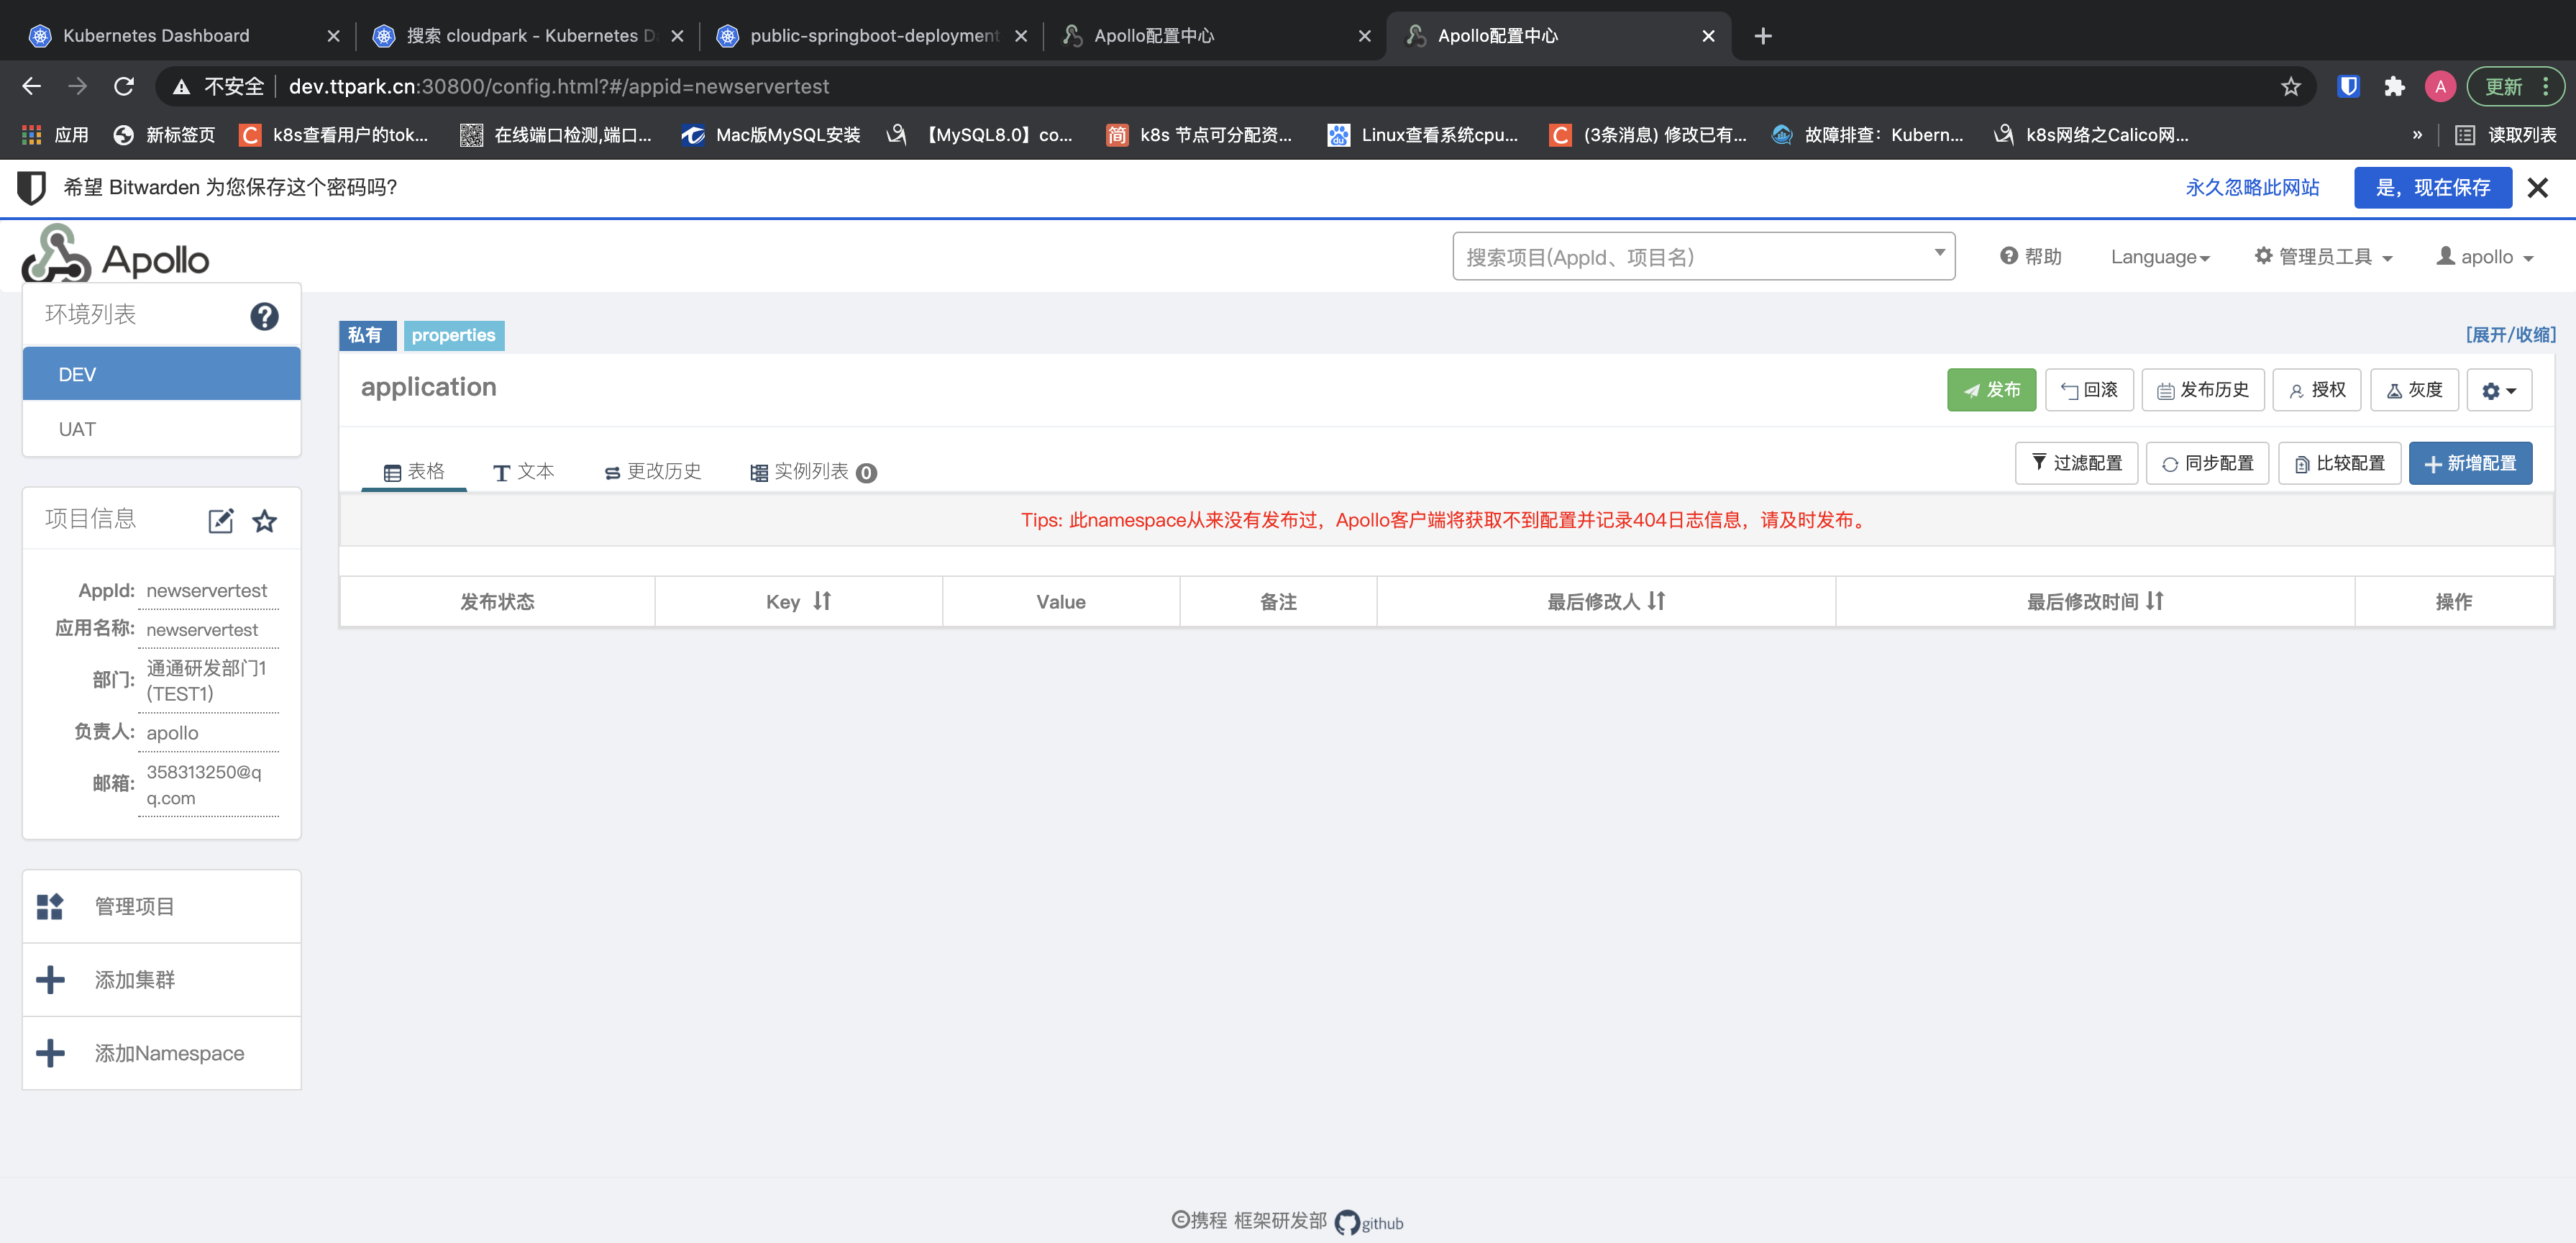 Kubernetes Dashboard
搜索 cloudpark - Kubernetes D
public-springboot-deployment
Apollo配置中心
Apollo配置中心
不安全
dev.ttpark.cn:30800/config.html?#/appid=newservertest
A
更新
应用
新标签页
k8s查看用户的tok...
在线端口检测,端口...
Mac版MySQL安装
【MySQL8.0】co...
简
k8s 节点可分配资...
Linux查看系统cpu...
(3条消息) 修改已有...
故障排查：Kubern...
k8s网络之Calico网...
»
读取列表
希望 Bitwarden 为您保存这个密码吗?
永久忽略此网站
是，现在保存
Apollo
搜索项目(AppId、项目名)
帮助
Language
管理员工具
apollo
环境列表
DEV
UAT
私有
properties
[展开/收缩]
application
发布
回滚
发布历史
授权
灰度
表格
文本
更改历史
实例列表 0
过滤配置
同步配置
比较配置
新增配置
Tips: 此namespace从来没有发布过，Apollo客户端将获取不到配置并记录404日志信息，请及时发布。
发布状态
Key
Value
备注
最后修改人
最后修改时间
操作
项目信息
AppId: newservertest
应用名称: newservertest
部门: 通通研发部门1
(TEST1)
负责人: apollo
邮箱: 358313250@q
q.com
管理项目
添加集群
添加Namespace
©携程 框架研发部 github